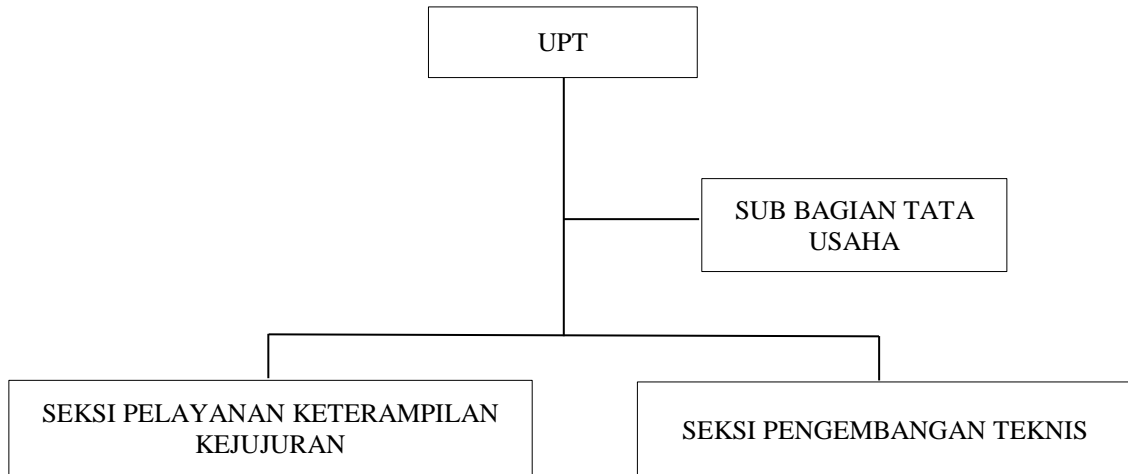 UPT
SUB BAGIAN TATA
USAHA
SEKSI PELAYANAN KETERAMPILAN
KEJUJURAN
SEKSI PENGEMBANGAN TEKNIS